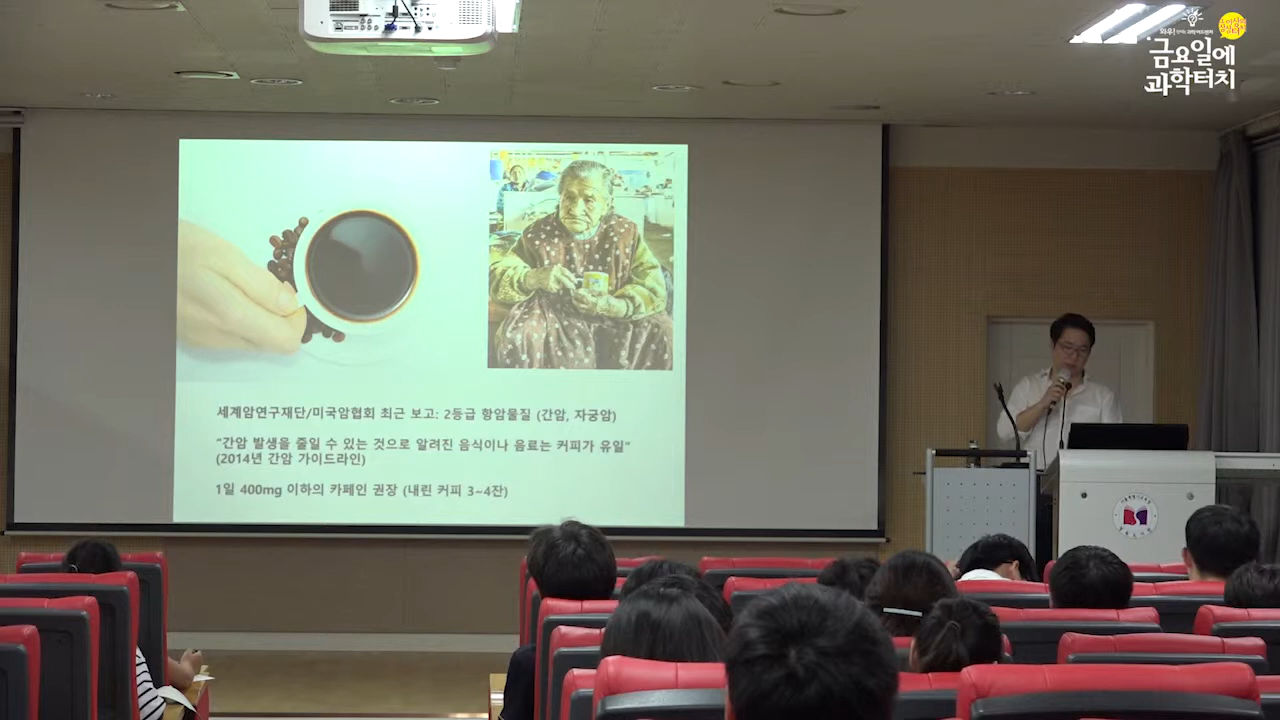 와우!
금요일에
과학터치
세계암연구재단/미국암협회 최근 보고: 2등급 항암물질 (간암, 자궁암)
“간암 발생을 줄일 수 있는 것으로 알려진 음식이나 음료는 커피가 유일”
(2014년 간암 가이드라인)
1일 400mg 이하의 카페인 권장 (내린 커피 3~4잔)